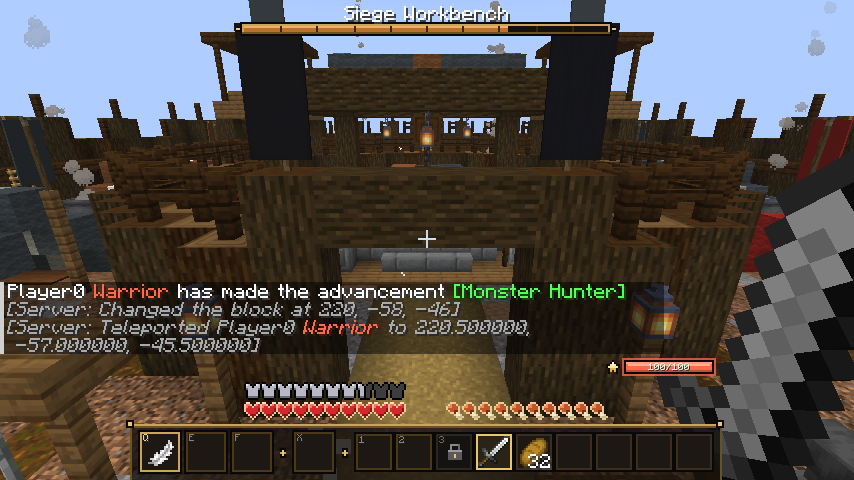 Siege Workbench
Player0 Warrior has made the advancement [Monster Hunter]
[Server: Changed the block at 220, -58, -46]
[Server: Teleported Player0 Warrior to 220.500000,
-57.000000, -45.500000]
100/100
Q E F X 1 2 3
32